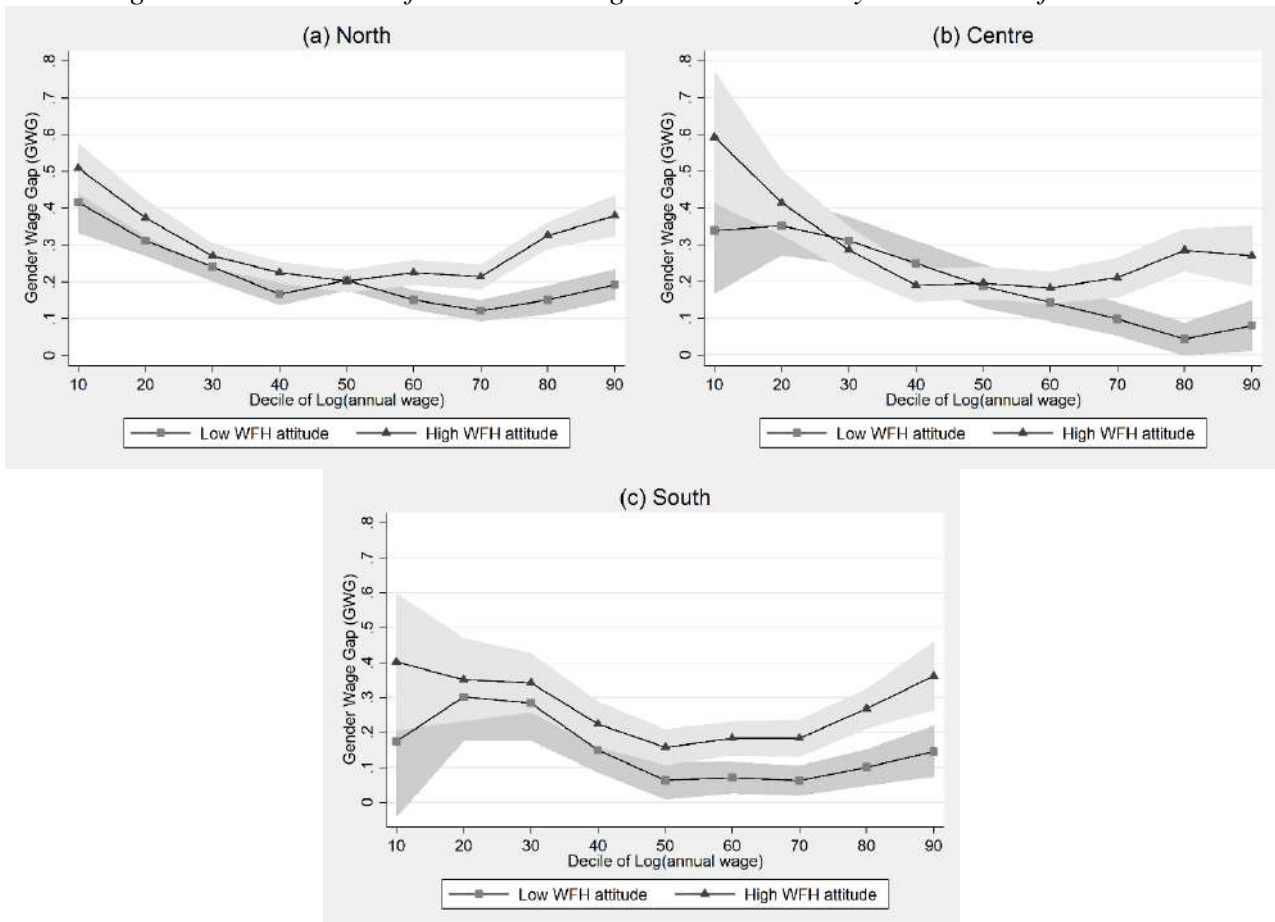 (a) North
Gender Wage Gap (GWG)
.8
.7
.6
.5
.4
.3
.2
.1
0
10 20 30 40 50 60 70 80 90
Decile of Log(annual wage)
Low WFH attitude High WFH attitude
(b) Centre
Gender Wage Gap (GWG)
.8
.7
.6
.5
.4
.3
.2
.1
0
10 20 30 40 50 60 70 80 90
Decile of Log(annual wage)
Low WFH attitude High WFH attitude
(c) South
Gender Wage Gap (GWG)
.8
.7
.6
.5
.4
.3
.2
.1
0
10 20 30 40 50 60 70 80 90
Decile of Log(annual wage)
Low WFH attitude High WFH attitude